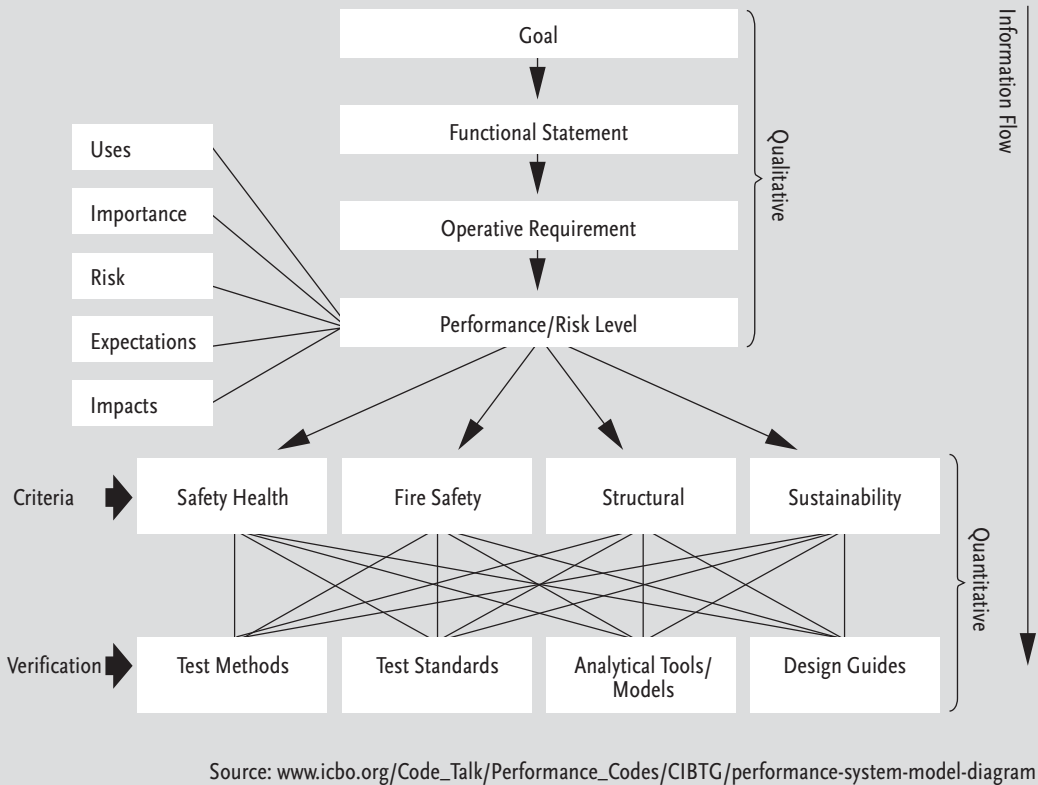 Goal
Information Flow
Functional Statement
Qualitative
Uses
Importance
Operative Requirement
Risk
Performance/Risk Level
Expectations
Impacts
Criteria
Safety Health
Fire Safety
Structural
Sustainability
Quantitative
Verification
Test Methods
Test Standards
Analytical Tools/
Models
Design Guides
Source: www.icbo.org/Code_Talk/Performance_Codes/CIBTG/performance-system-model-diagram